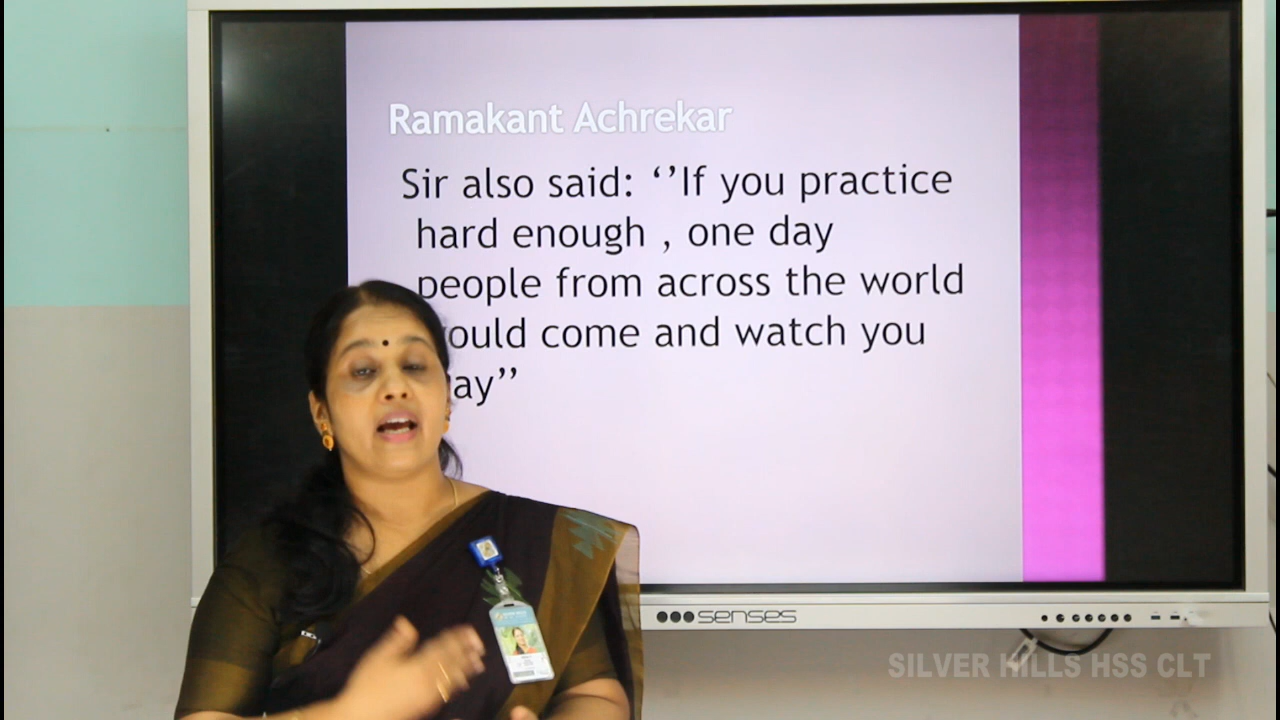 Ramakant Achrekar
Sir also said: ‘’If you practice
hard enough , one day
people from across the world
would come and watch you
senses
SILVER HILLS HSS CLT